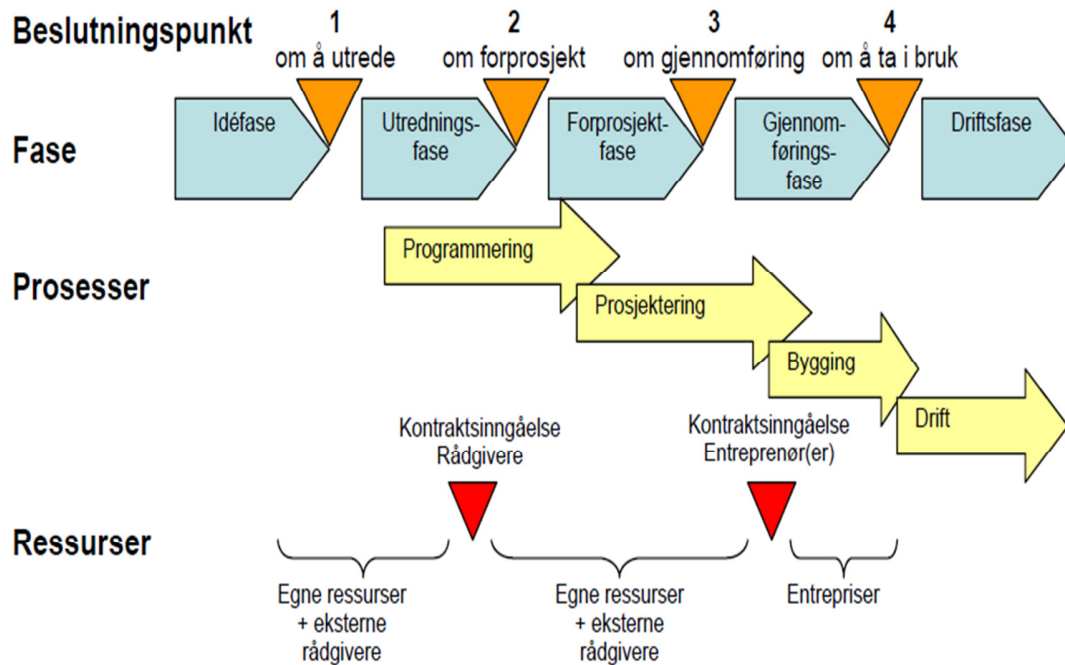 Beslutningspunkt
1
om å utrede
2
om forprosjekt
3
om gjennomføring
4
om å ta i bruk
Fase
Idéfase
Utrednings-
fase
Forprosjekt-
fase
Gjennom-
førings-
fase
Driftsfase
Prosesser
Programmering
Prosjektering
Bygging
Drift
Kontraktsinngåelse
Rådgivere
Kontraktsinngåelse
Entreprenør(er)
Ressurser
Egne ressurser
+ eksterne
rådgivere
Egne ressurser
+ eksterne
rådgivere
Entrepriser